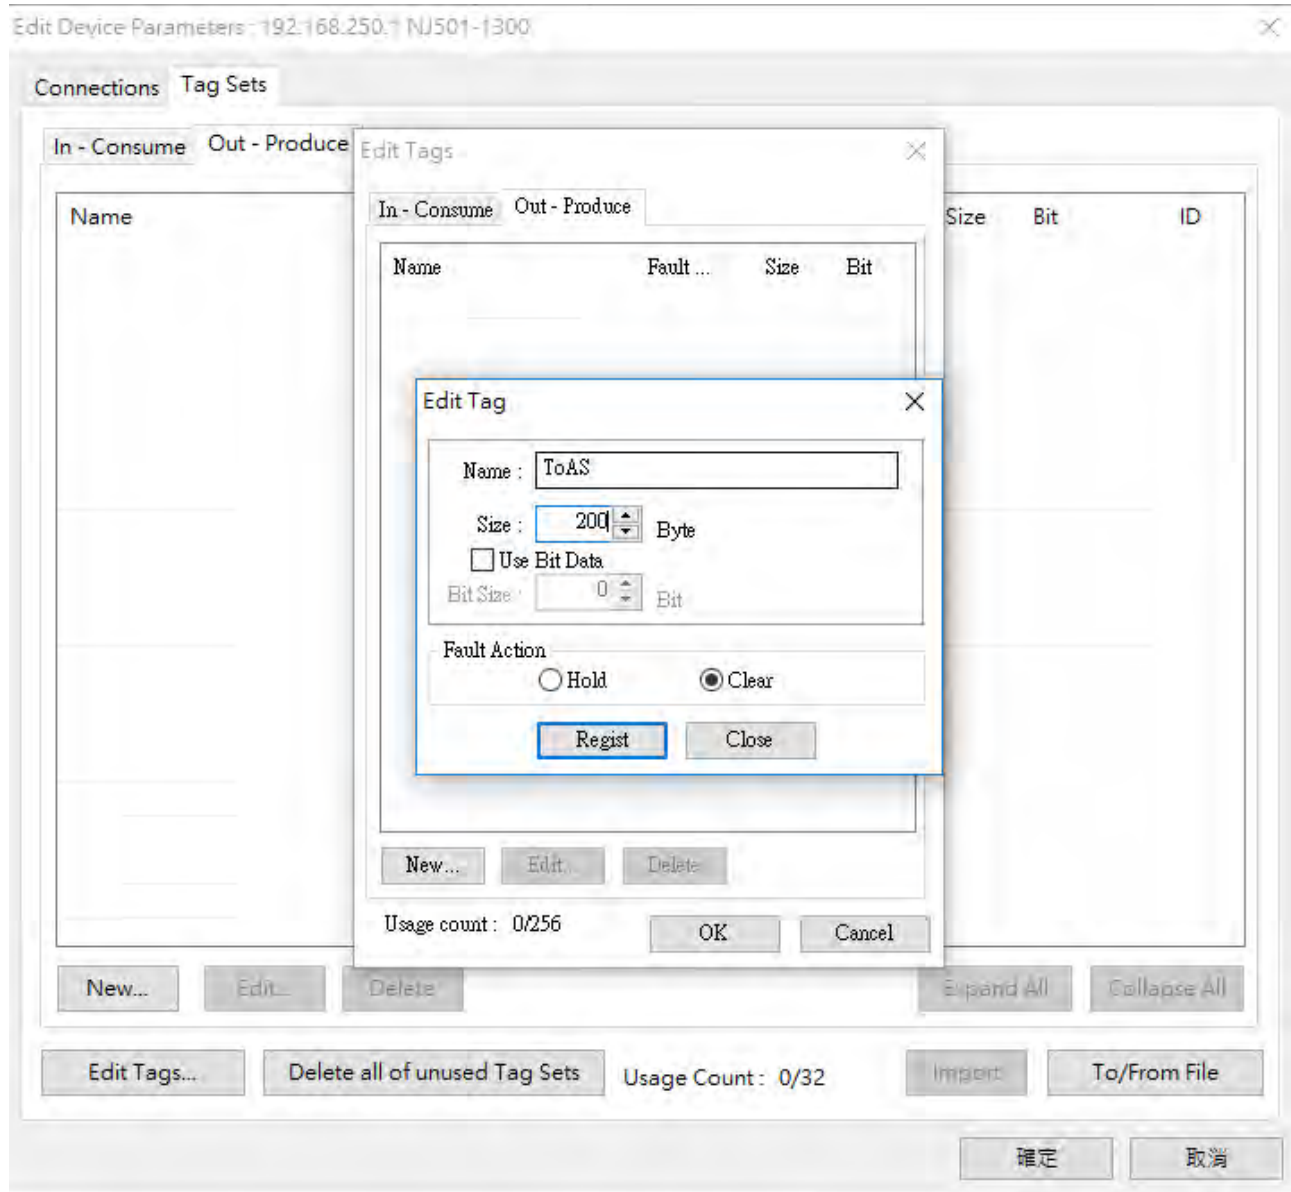 Edit Device Parameters : 192.168.250.1 NJ501-1300
Connections Tag Sets
In - Consume Out - Produce
Name Size Bit ID
Edit Tags
In - Consume Out - Produce
Name Fault ... Size Bit
Edit Tag
Name : ToAS
Size : 200 Byte
Use Bit Data
Bit Size : 0 Bit
Fault Action
Hold Clear
Regist Close
New... Edit... Delete
Usage count : 0/256 OK Cancel
New... Edit... Delete Expand All Collapse All
Edit Tags... Delete all of unused Tag Sets Usage Count : 0/32 Import To/From File
確定 取消